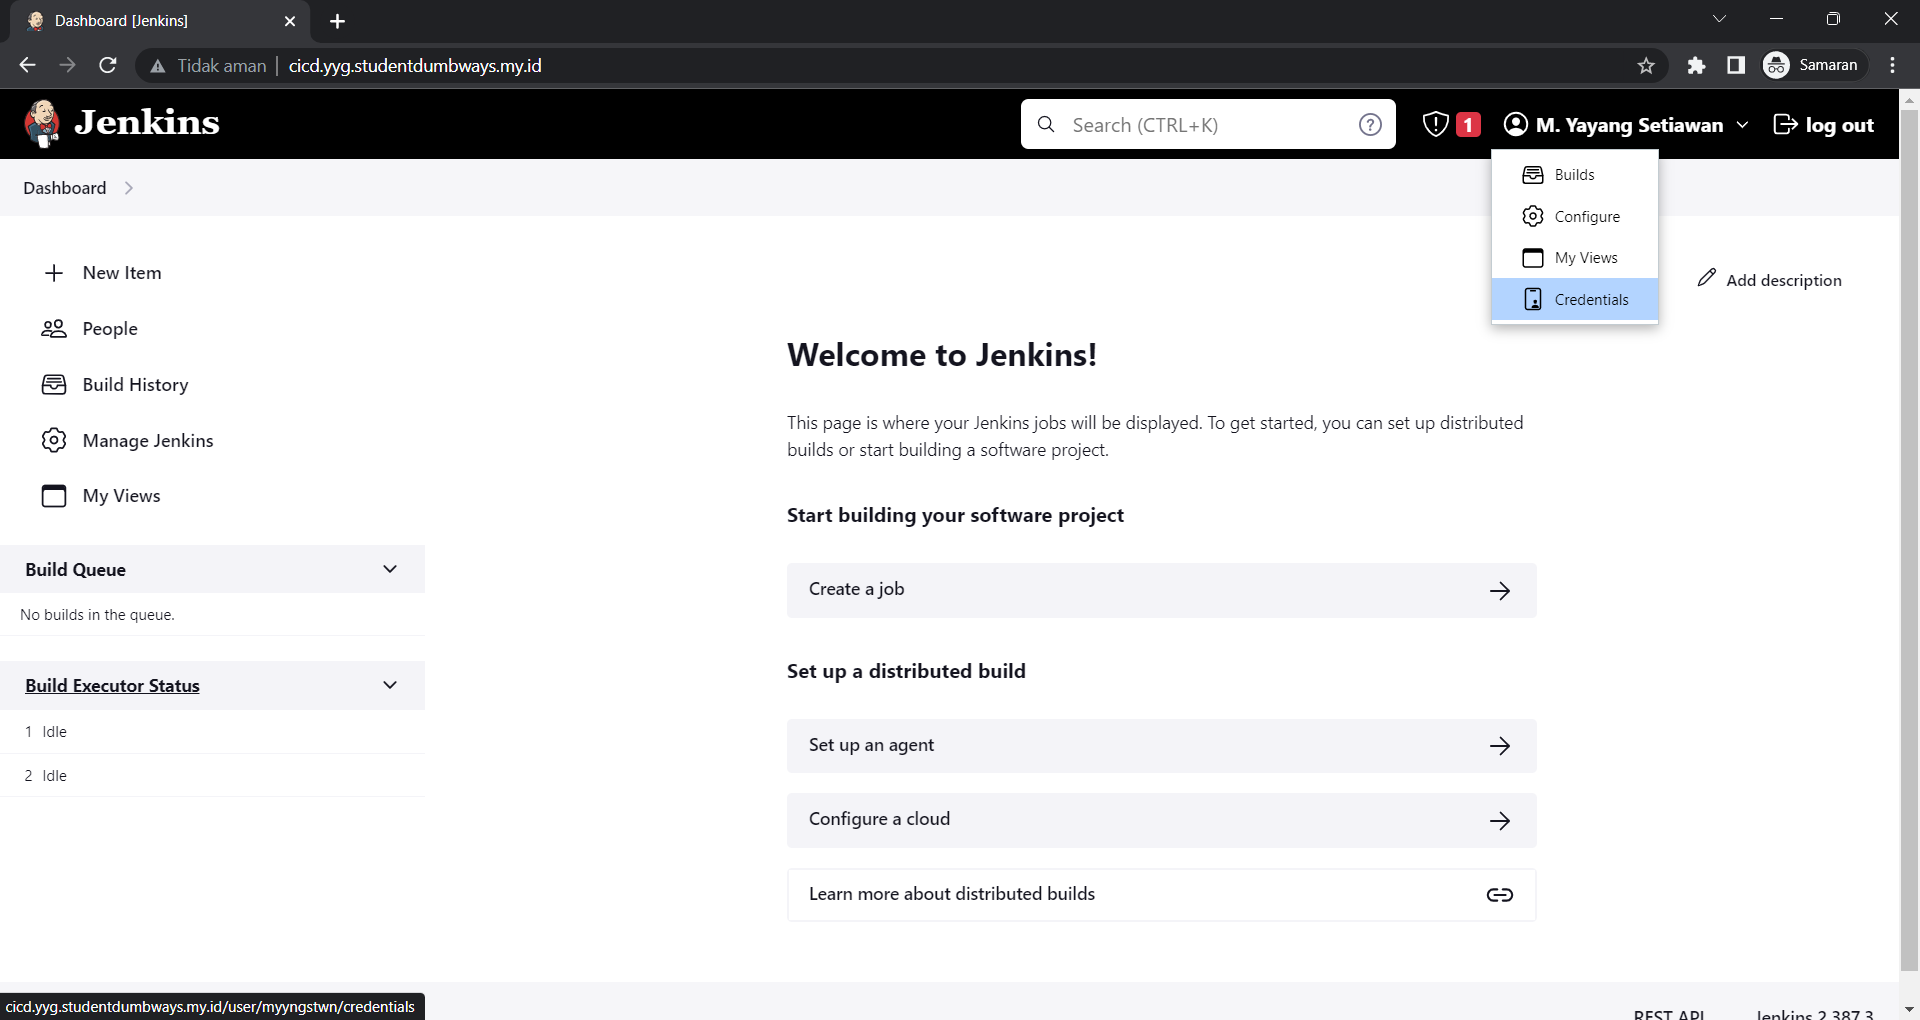 Dashboard [Jenkins]
Tidak aman
cicd.yyg.studentdumbways.my.id
Samaran
Jenkins
Search (CTRL+K)
1
M. Yayang Setiawan
log out
Dashboard
Builds
Configure
My Views
Credentials
New Item
People
Build History
Manage Jenkins
My Views
Add description
Welcome to Jenkins!
This page is where your Jenkins jobs will be displayed. To get started, you can set up distributed
builds or start building a software project.
Start building your software project
Create a job
Set up a distributed build
Set up an agent
Configure a cloud
Learn more about distributed builds
Build Queue
No builds in the queue.
Build Executor Status
1 Idle
2 Idle
cicd.yyg.studentdumbways.my.id/user/myyngstwn/credentials
REST API
Jenkins 2.387.3